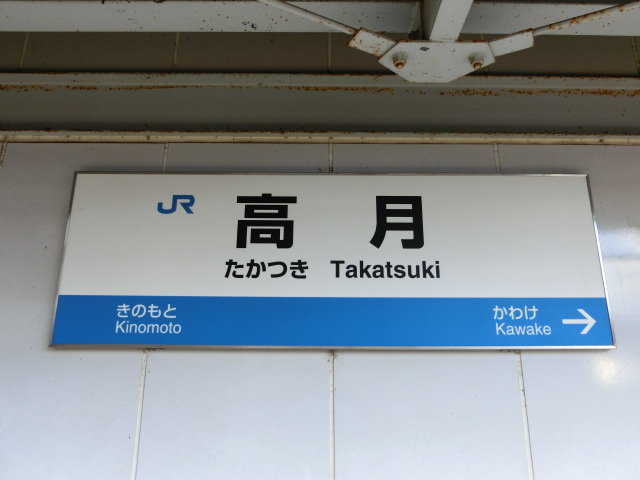 JR
高月
たかつき Takatsuki
きのもと
Kinomoto
かわけ
Kawake →